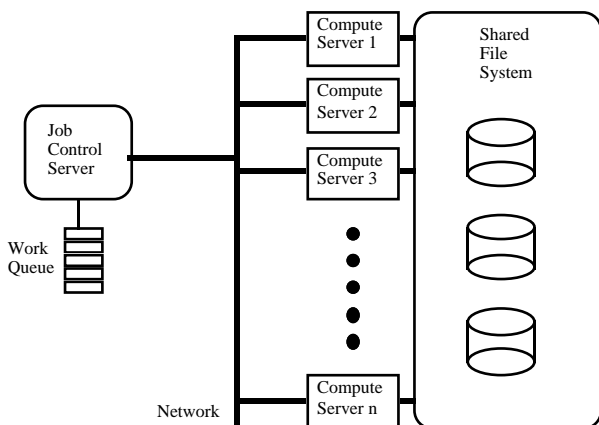 Compute
Server 1
Shared
File
System
Compute
Server 2
Job
Control
Server
Compute
Server 3
Work
Queue
Compute
Server n
Network